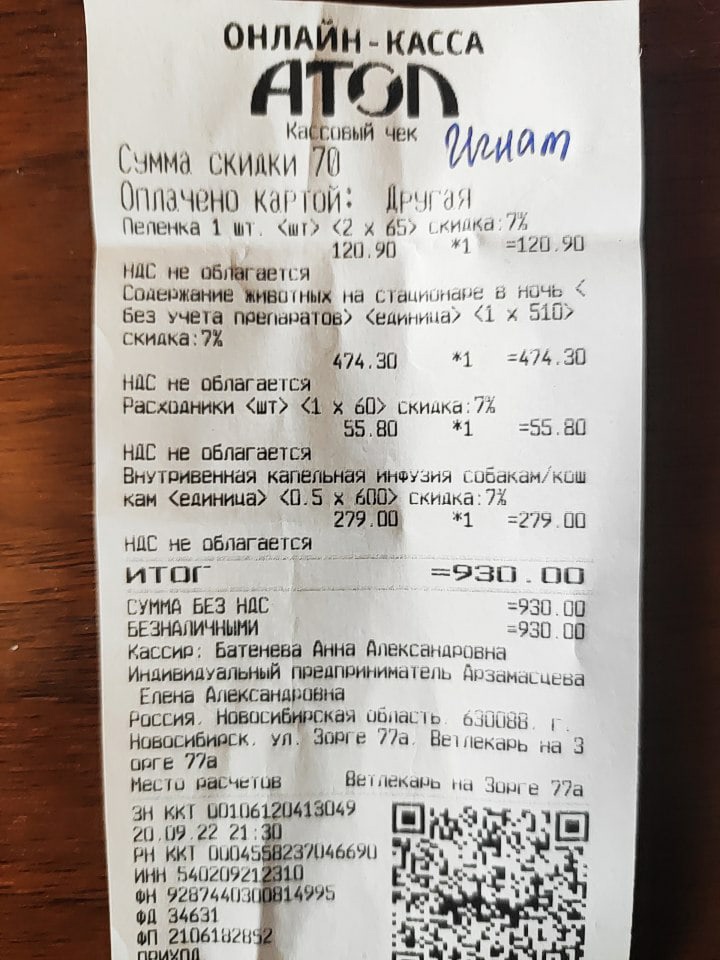 ОНЛАЙН-КАССА
АТОЛ
Кассовый чек
Игнат
Сумма скидки 70
Оплачено картой: Другая
Пеленка 1 шт. <шт> <2 x 65> скидка:7%
120.90 *1 =120.90
НДС не облагается
Содержание животных на стационаре в ночь <
без учета препаратов> <единица> <1 x 510>
скидка:7%
474.30 *1 =474.30
НДС не облагается
Расходники <шт> <1 x 60> скидка:7%
55.80 *1 =55.80
НДС не облагается
Внутривенная капельная инфузия собакам/кош
кам <единица> <0.5 x 600> скидка:7%
279.00 *1 =279.00
НДС не облагается
ИТОГ =930.00
СУММА БЕЗ НДС =930.00
БЕЗНАЛИЧНЫМИ =930.00
Кассир: Батенева Анна Александровна
Индивидуальный предприниматель Арзамасцева
Елена Александровна
Россия, Новосибирская область, 630088, г.
Новосибирск, ул. Зорге 77а, Ветлекарь на З
орге 77а
Место расчетов Ветлекарь на Зорге 77а
ЗН ККТ 00106120413049
20.09.22 21:30
РН ККТ 0004558237046690
ИНН 540209212310
ФН 9287440300814995
ФД 34631
ФП 2106182852
ПРИХОД